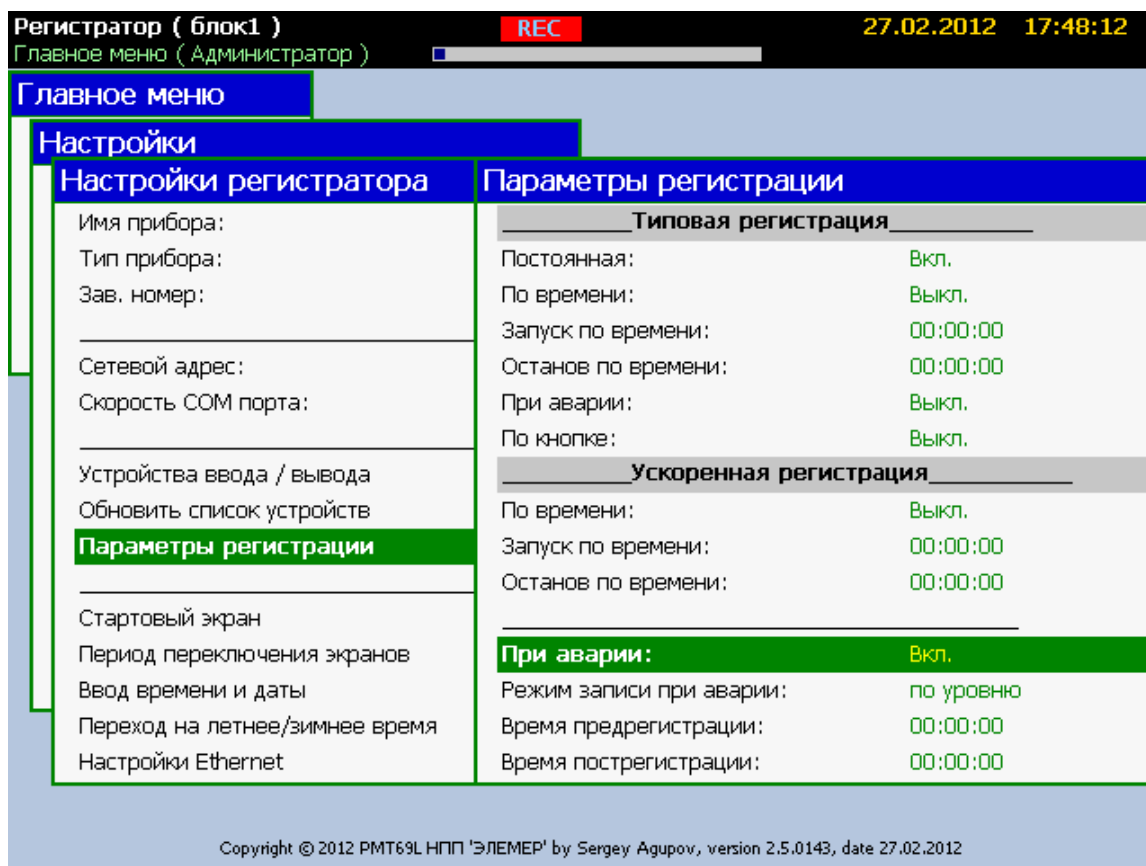 Регистратор ( блок1 ) REC 27.02.2012 17:48:12
Главное меню ( Администратор )
Главное меню
Настройки
Настройки регистратора
Имя прибора:
Тип прибора:
Зав. номер:
Сетевой адрес:
Скорость COM порта:
Устройства ввода / вывода
Обновить список устройств
Параметры регистрации
Стартовый экран
Период переключения экранов
Ввод времени и даты
Переход на летнее/зимнее время
Настройки Ethernet
Параметры регистрации
Типовая регистрация
Постоянная: Вкл.
По времени: Выкл.
Запуск по времени: 00:00:00
Останов по времени: 00:00:00
При аварии: Выкл.
По кнопке: Выкл.
Ускоренная регистрация
По времени: Выкл.
Запуск по времени: 00:00:00
Останов по времени: 00:00:00
При аварии: Вкл.
Режим записи при аварии: по уровню
Время предрегистрации: 00:00:00
Время пострегистрации: 00:00:00
Copyright © 2012 РМТ69L НПП 'ЭЛЕМЕР' by Sergey Agupov, version 2.5.0143, date 27.02.2012